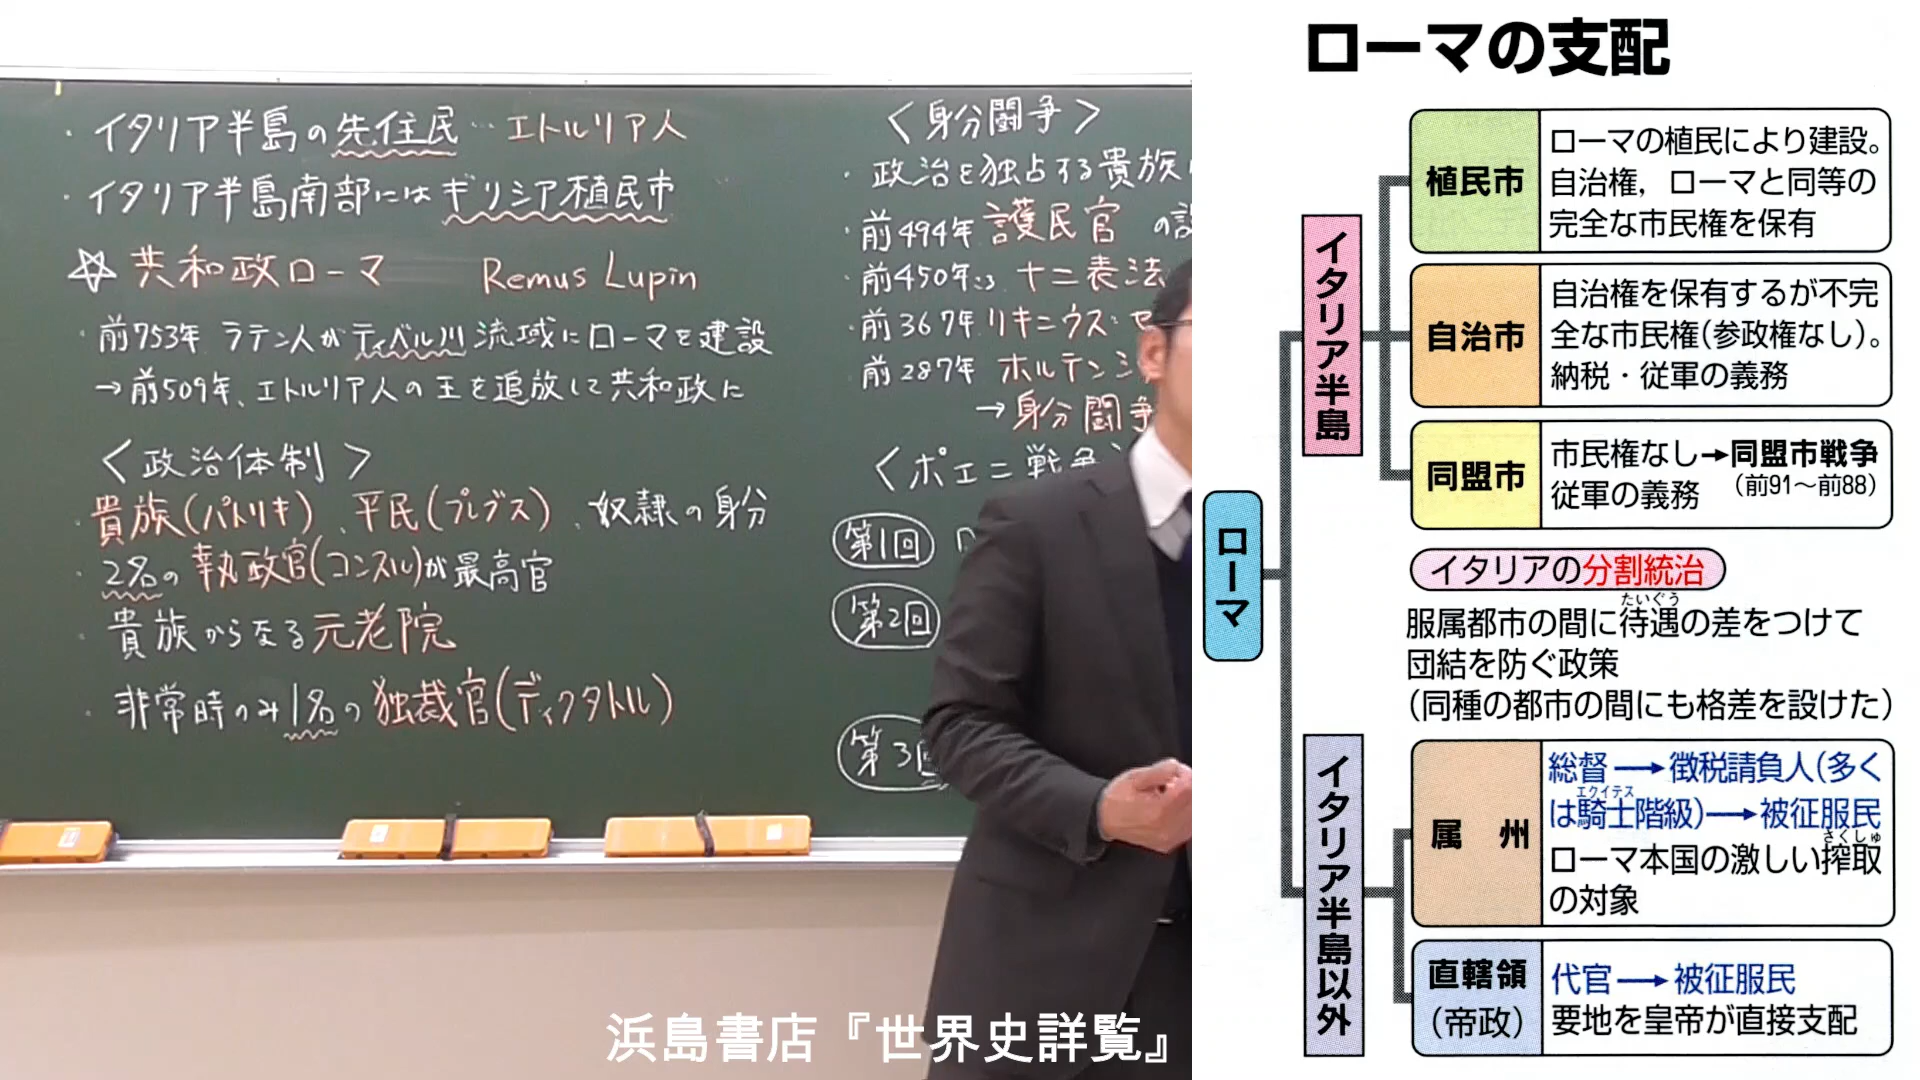 ・イタリア半島の先住民…エトルリア人
・イタリア半島南部にはギリシア植民市
☆共和政ローマ Remus Lupin
・前753年 ラテン人がティベル川流域にローマを建設
→前509年、エトルリア人の王を追放して共和政に
<政治体制>
・貴族(パトリキ)、平民(プレブス)、奴隷の身分
・2名の執政官(コンスル)が最高官
・貴族からなる元老院
・非常時のみ1名の独裁官(ディクタトル)
<身分闘争>
・政治を独占する貴族
・前494年 護民官 の設
・前450年ころ 十二表法
・前367年 リキニウス・セ
前287年 ホルテンシ
→身分闘争
<ポエニ戦争>
第1回
第2回
第3回
浜島書店『世界史詳覧』
ローマの支配
ローマ
イタリア半島
植民市
ローマの植民により建設。
自治権，ローマと同等の
完全な市民権を保有
自治市
自治権を保有するが不完
全な市民権(参政権なし)。
納税・従軍の義務
同盟市
市民権なし→同盟市戦争
従軍の義務 (前91～前88)
イタリアの分割統治
たいぐう
服属都市の間に待遇の差をつけて
団結を防ぐ政策
(同種の都市の間にも格差を設けた)
イタリア半島以外
属州
総督→徴税請負人(多く
エクイテス
は騎士階級)→被征服民
さくしゅ
ローマ本国の激しい搾取
の対象
直轄領
(帝政)
代官→被征服民
要地を皇帝が直接支配